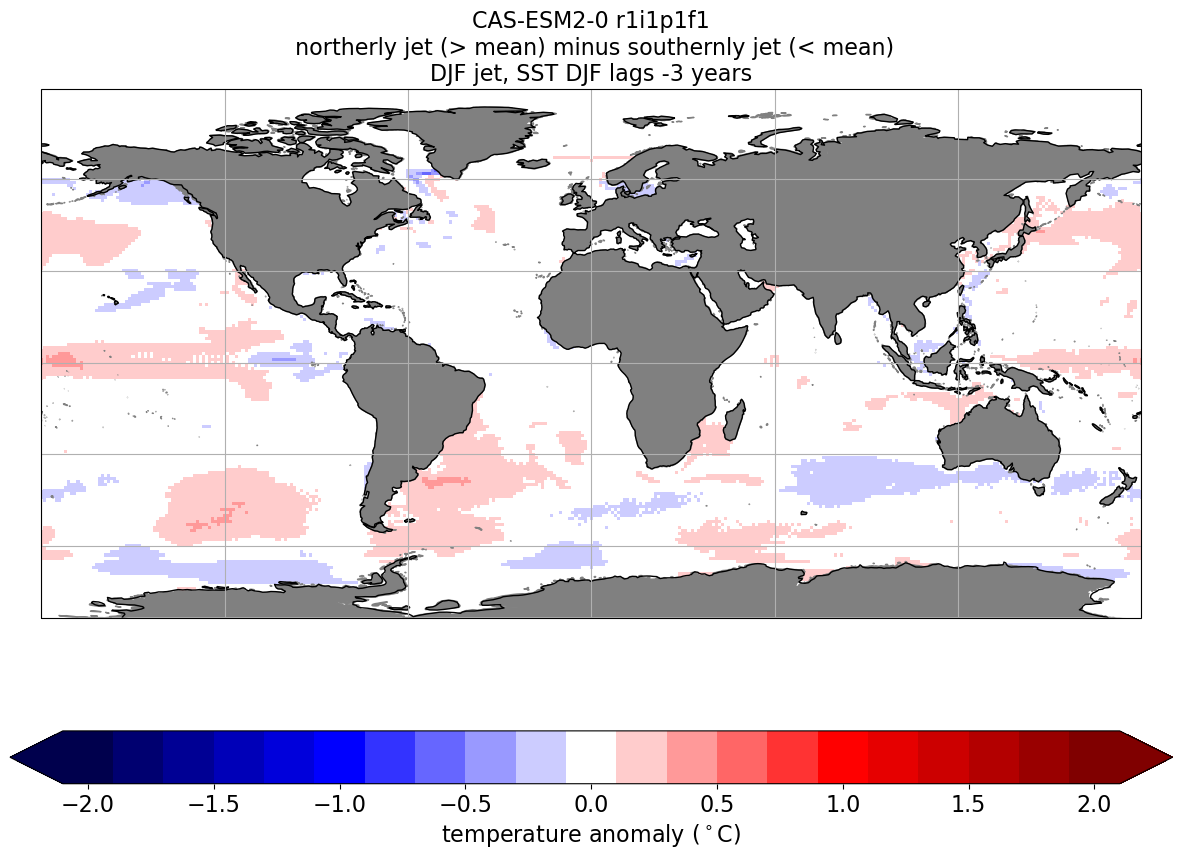 CAS-ESM2-0 r1i1p1f1
northerly jet (> mean) minus southernly jet (< mean)
DJF jet, SST DJF lags -3 years
−2.0 −1.5 −1.0 −0.5 0.0 0.5 1.0 1.5 2.0
temperature anomaly (°C)